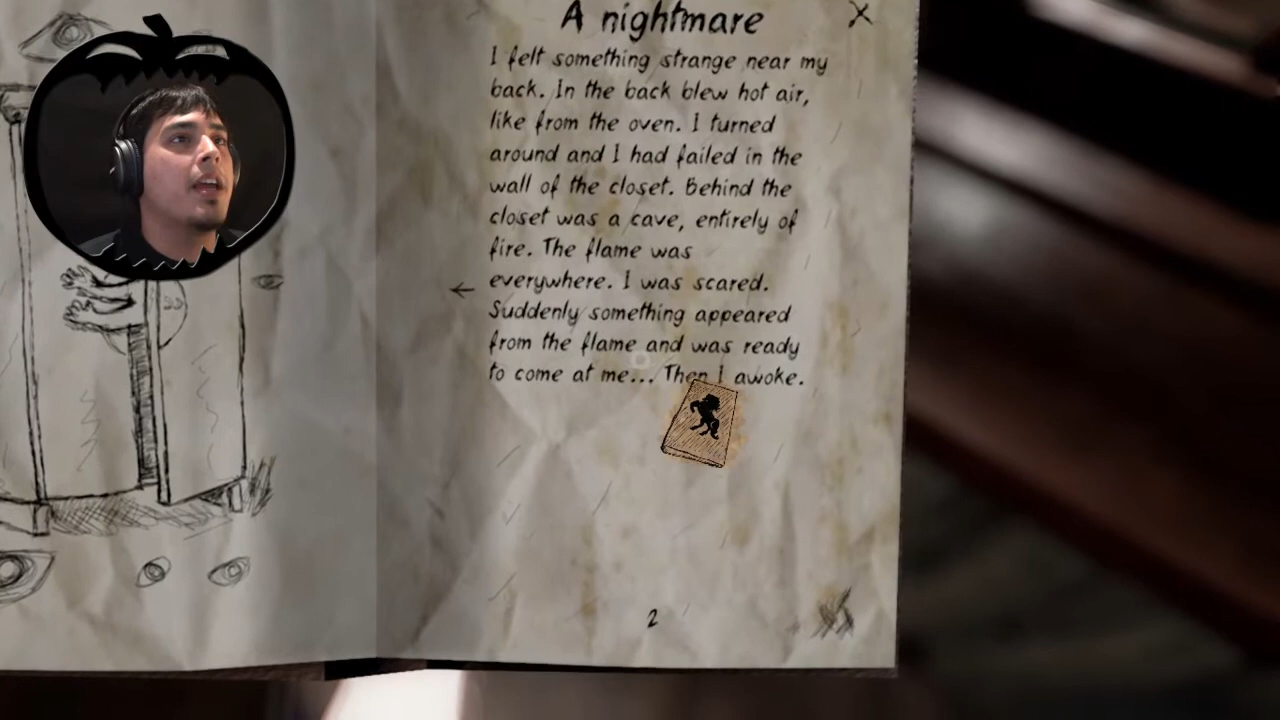 A nightmare
I felt something strange near my
back. In the back blew hot air,
like from the oven. I turned
around and I had failed in the
wall of the closet. Behind the
closet was a cave, entirely of
fire. The flame was
everywhere. I was scared.
Suddenly something appeared
from the flame and was ready
to come at me... Then I awoke.
2